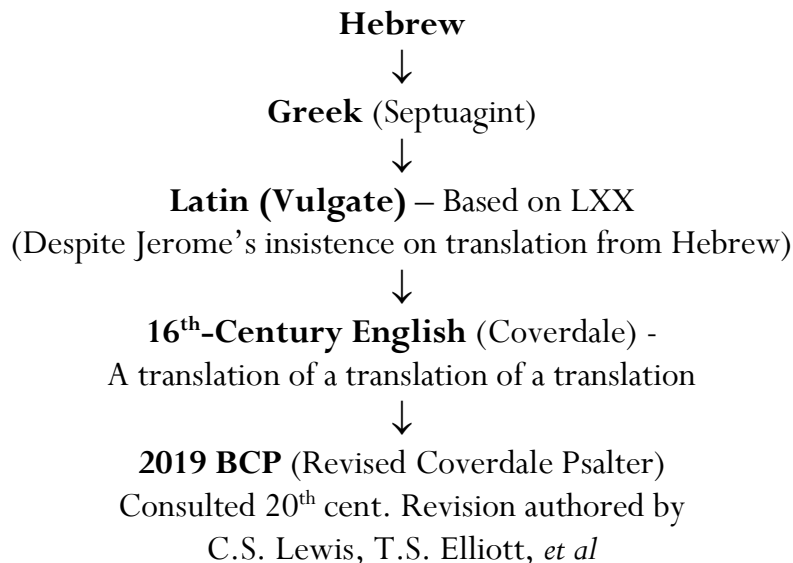 Hebrew
↓
Greek (Septuagint)
↓
Latin (Vulgate) – Based on LXX
(Despite Jerome’s insistence on translation from Hebrew)
↓
16th-Century English (Coverdale) -
A translation of a translation of a translation
↓
2019 BCP (Revised Coverdale Psalter)
Consulted 20th cent. Revision authored by
C.S. Lewis, T.S. Elliott, et al